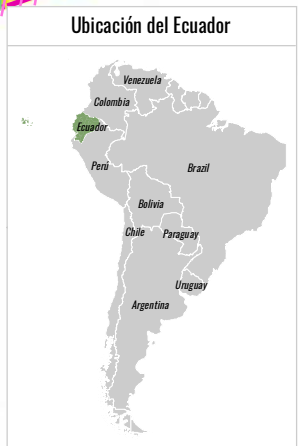 Ubicación del Ecuador
Venezuela
Colombia
Ecuador
Perú
Brazil
Bolivia
Chile
Paraguay
Uruguay
Argentina